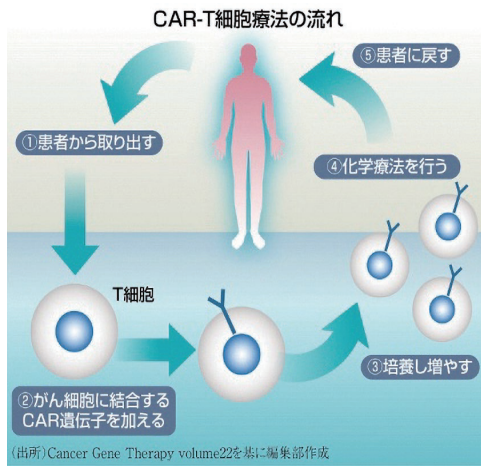 CAR-T細胞療法の流れ
⑤患者に戻す
①患者から取り出す
④化学療法を行う
T細胞
③培養し増やす
②がん細胞に結合する
CAR遺伝子を加える
(出所)Cancer Gene Therapy volume22を基に編集部作成